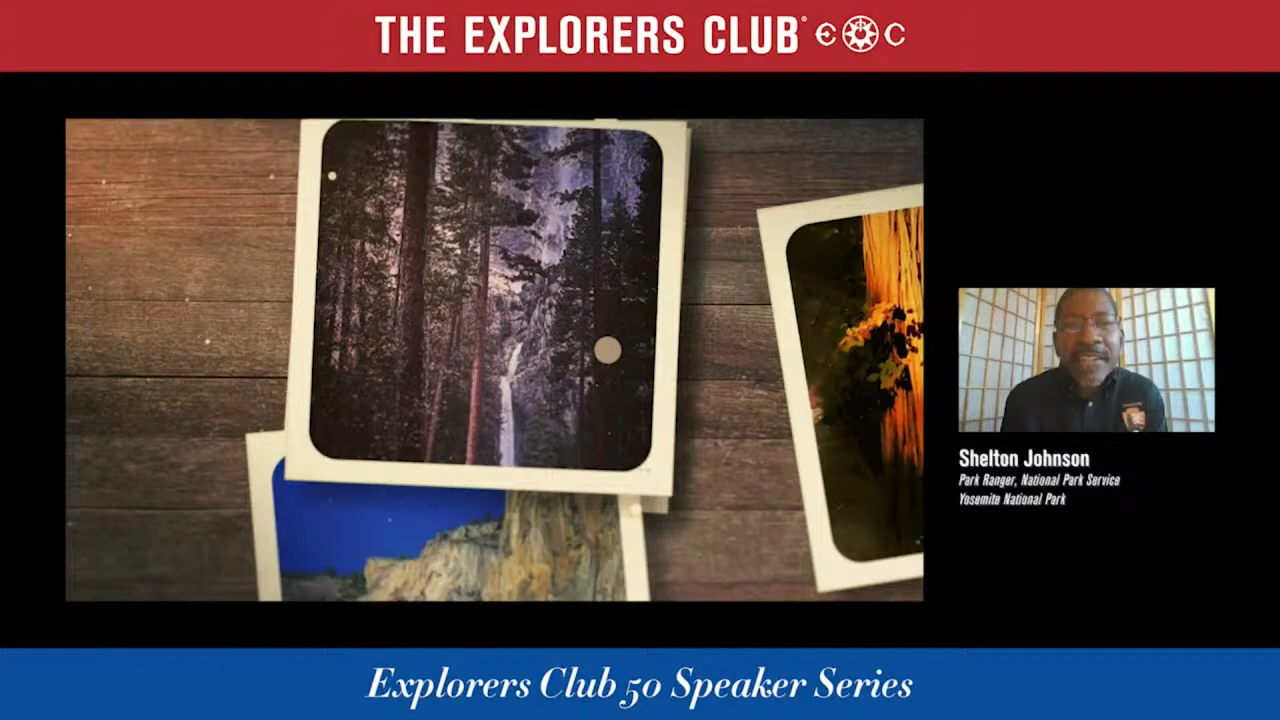 THE EXPLORERS CLUB
Shelton Johnson
Park Ranger, National Park Service
Yosemite National Park
Explorers Club 50 Speaker Series